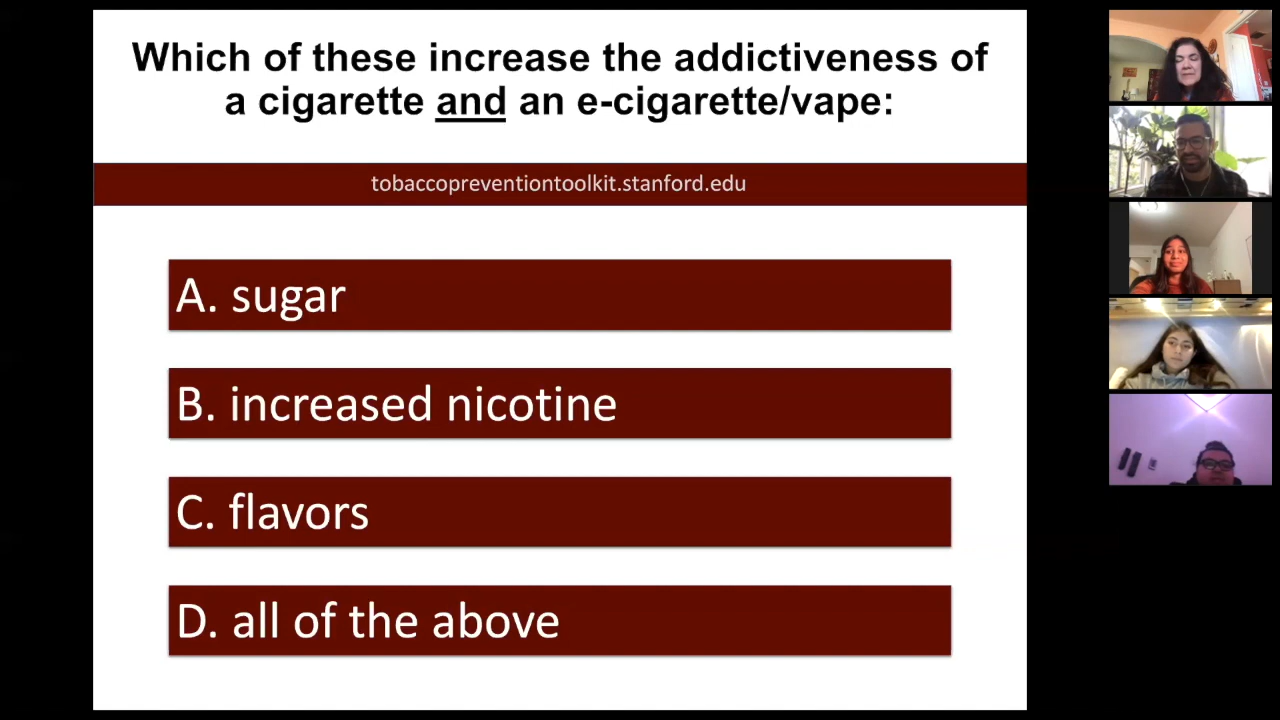 Which of these increase the addictiveness of
a cigarette and an e-cigarette/vape:
tobaccopreventiontoolkit.stanford.edu
A. sugar
B. increased nicotine
C. flavors
D. all of the above